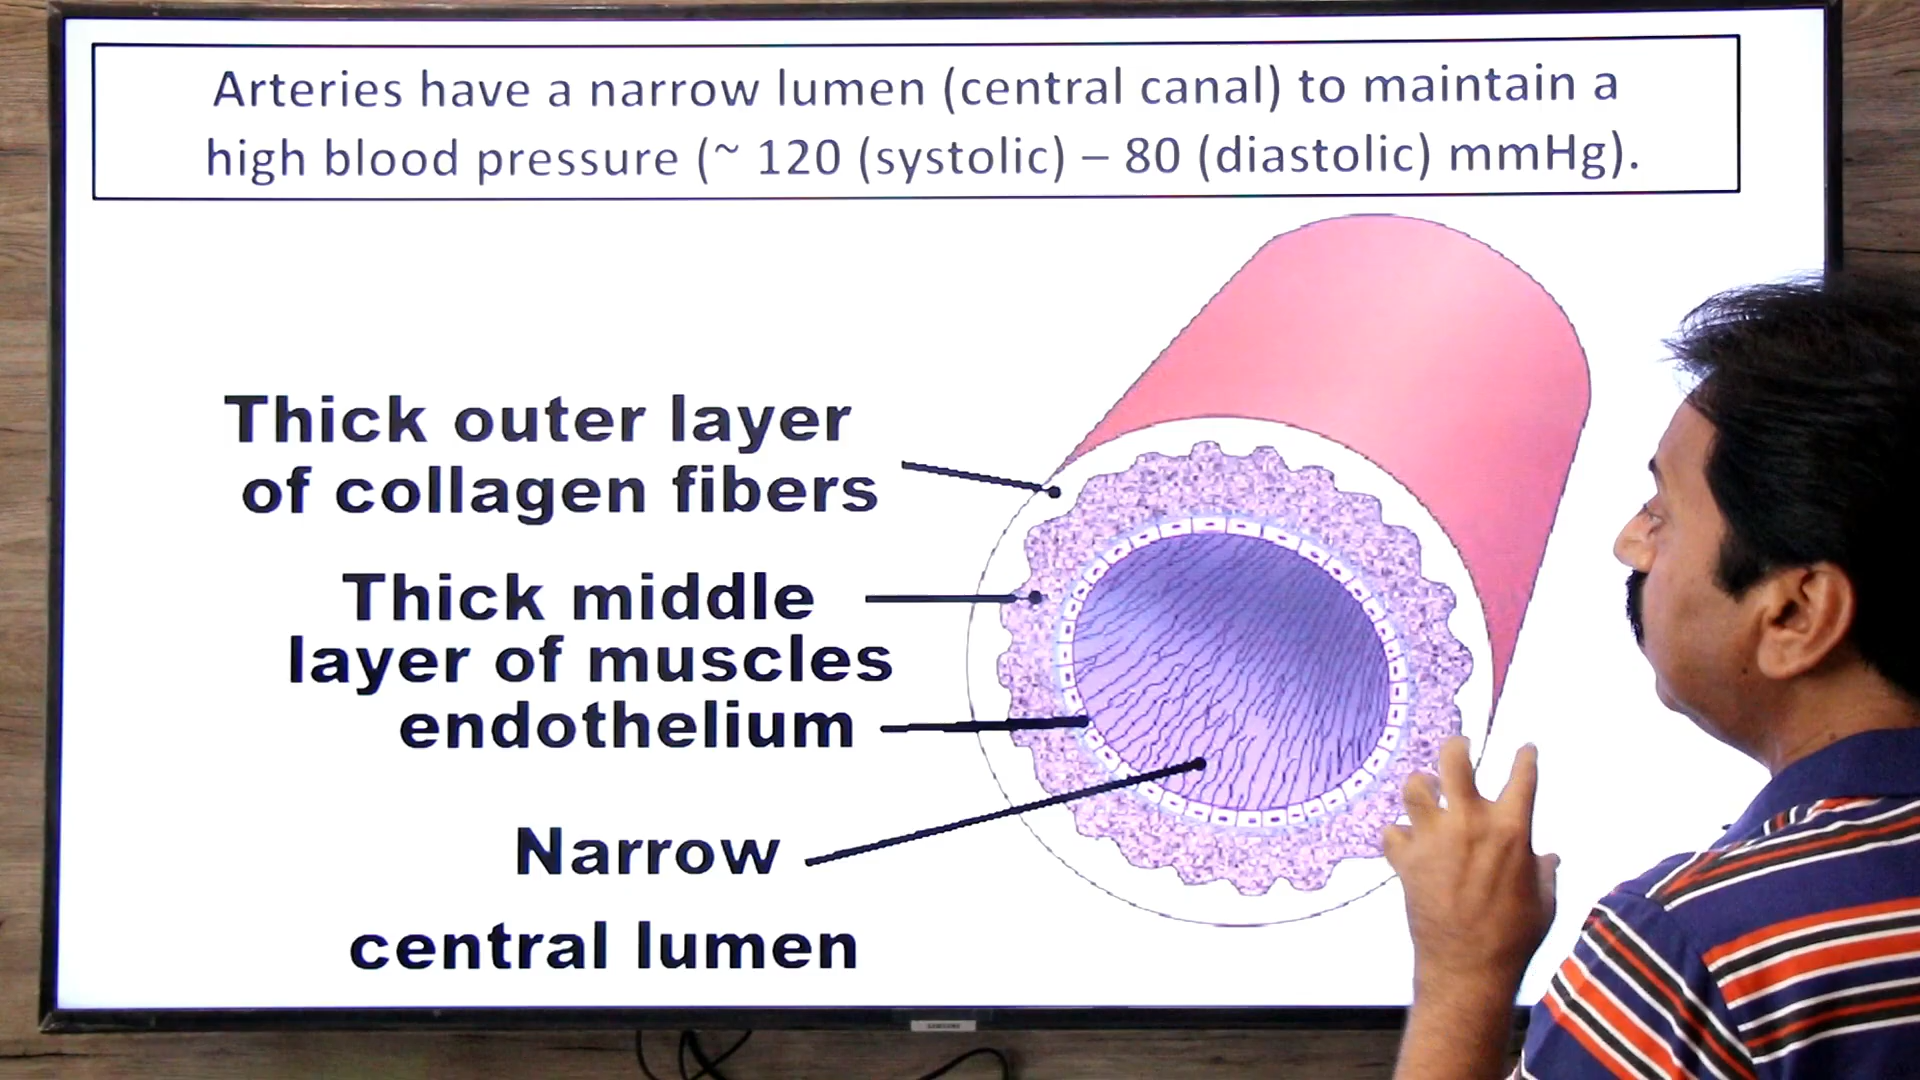 Arteries have a narrow lumen (central canal) to maintain a
high blood pressure (~ 120 (systolic) – 80 (diastolic) mmHg).
Thick outer layer
of collagen fibers
Thick middle
layer of muscles
endothelium
Narrow
central lumen
SAMSUNG